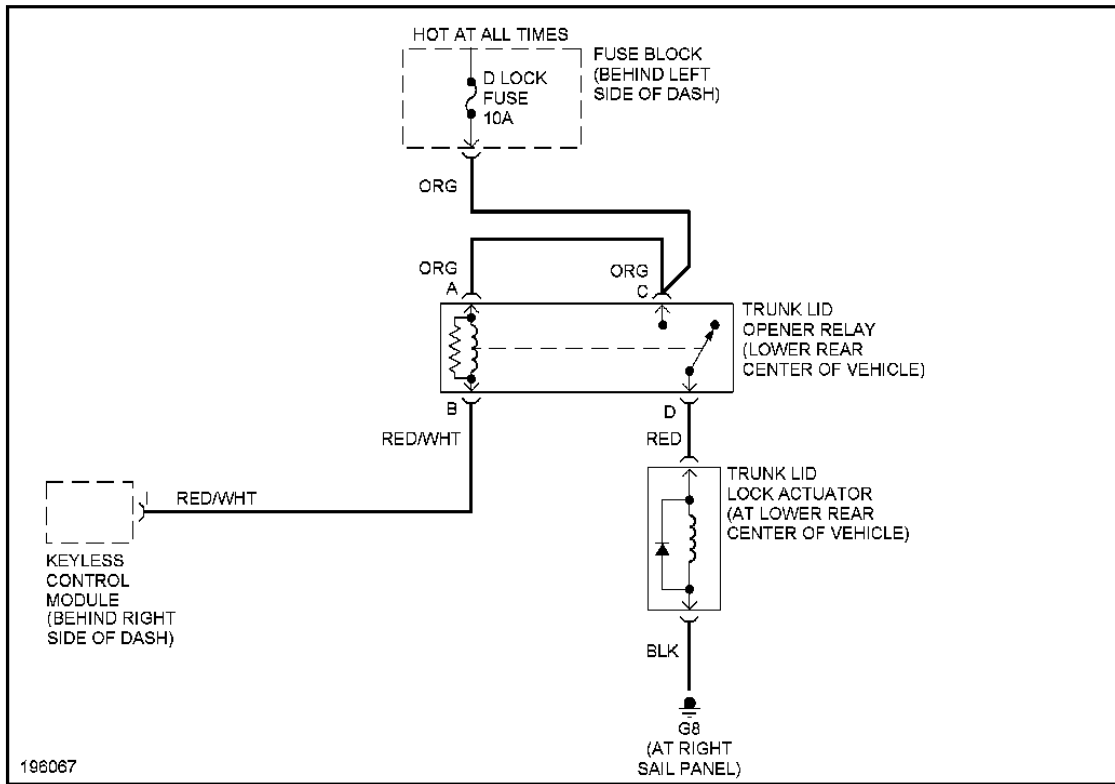 HOT AT ALL TIMES
D LOCK
FUSE
10A
FUSE BLOCK
(BEHIND LEFT
SIDE OF DASH)
ORG
ORG
A
ORG
C
TRUNK LID
OPENER RELAY
(LOWER REAR
CENTER OF VEHICLE)
B
D
RED/WHT
RED
RED/WHT
I
TRUNK LID
LOCK ACTUATOR
(AT LOWER REAR
CENTER OF VEHICLE)
KEYLESS
CONTROL
MODULE
(BEHIND RIGHT
SIDE OF DASH)
BLK
G8
(AT RIGHT
SAIL PANEL)
196067